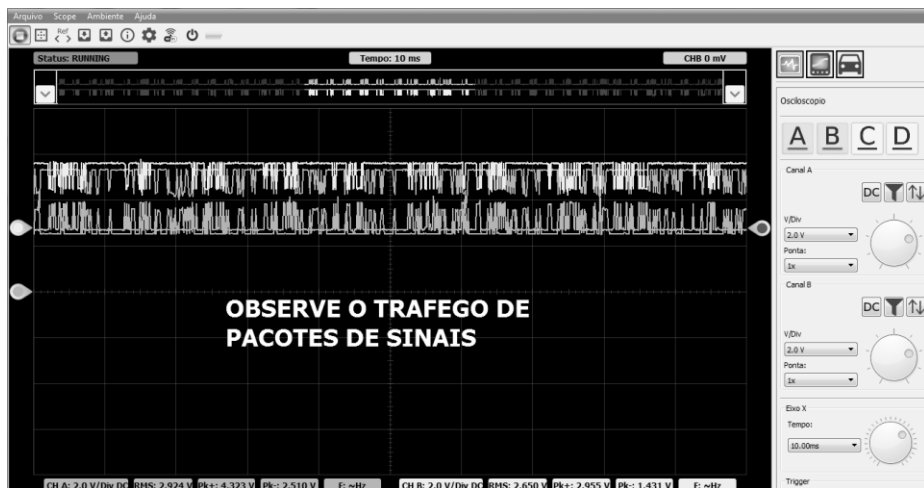 Arquivo Scope Ambiente Ajuda
Ref
Status: RUNNING
Tempo: 10 ms
CHB 0 mV
Osciloscopio
A B C D
Canal A
DC
V/Div
2.0 V
Ponta:
1x
Canal B
DC
V/Div
2.0 V
Ponta:
1x
Eixo X
Tempo:
10.00ms
Trigger
OBSERVE O TRAFEGO DE
PACOTES DE SINAIS
CH A: 2.0 V/Div DC RMS: 2.924 V Pk+: 4.323 V Pk-: 2.510 V F: ~Hz CH B: 2.0 V/Div DC RMS: 2.650 V Pk+: 2.955 V Pk-: 1.431 V F: ~Hz